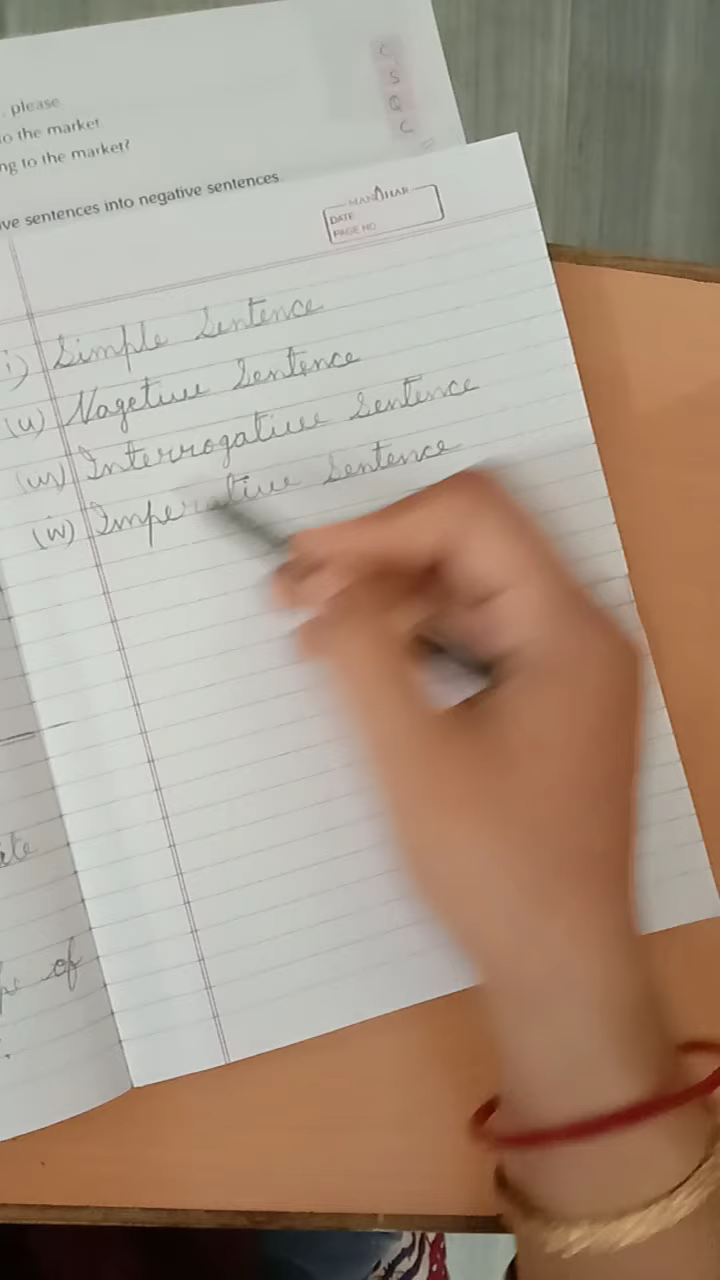 please
to the market
ng to the market?
ve sentences into negative sentences.
C
S
Q
C
MANOHAR
DATE
PAGE NO
i) Simple Sentence
(ii) Nagetive Sentence
(iii) Interrogative Sentence
(iv) Imperative Sentence
of